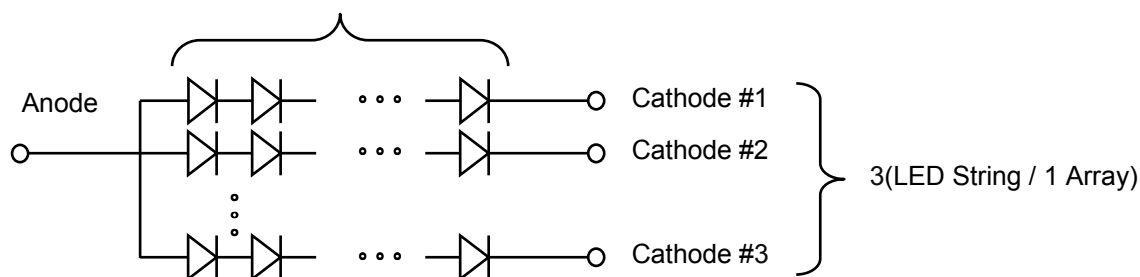 Anode
Cathode #1
Cathode #2
3(LED String / 1 Array)
Cathode #3